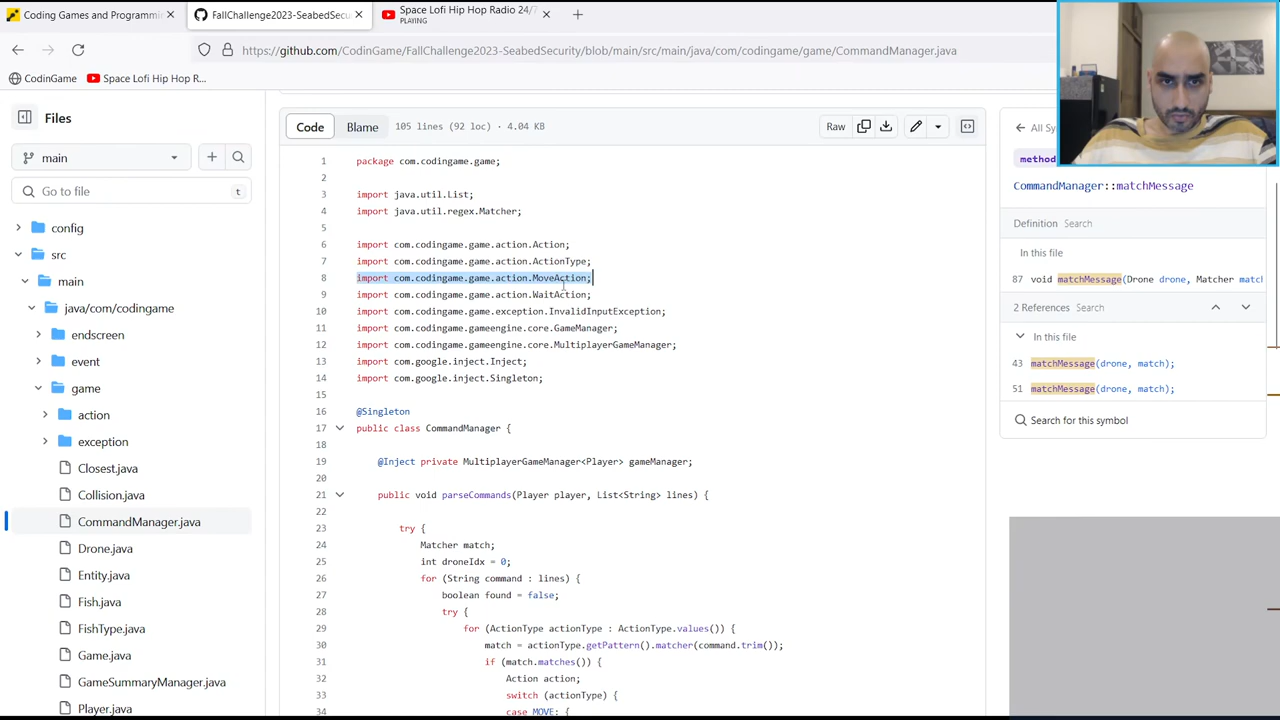 Coding Games and Programmin
FallChallenge2023-SeabedSecu
Space Lofi Hip Hop Radio 24/7
PLAYING
https://github.com/CodinGame/FallChallenge2023-SeabedSecurity/blob/main/src/main/java/com/codingame/game/CommandManager.java
CodinGame
Space Lofi Hip Hop R...
Files
main
Go to file
t
config
src
main
java/com/codingame
endscreen
event
game
action
exception
Closest.java
Collision.java
CommandManager.java
Drone.java
Entity.java
Fish.java
FishType.java
Game.java
GameSummaryManager.java
Player.java
Code
Blame
105 lines (92 loc) · 4.04 KB
Raw
1 package com.codingame.game;
2
3 import java.util.List;
4 import java.util.regex.Matcher;
5
6 import com.codingame.game.action.Action;
7 import com.codingame.game.action.ActionType;
8 import com.codingame.game.action.MoveAction;
9 import com.codingame.game.action.WaitAction;
10 import com.codingame.game.exception.InvalidInputException;
11 import com.codingame.gameengine.core.GameManager;
12 import com.codingame.gameengine.core.MultiplayerGameManager;
13 import com.google.inject.Inject;
14 import com.google.inject.Singleton;
15
16 @Singleton
17 public class CommandManager {
18
19 @Inject private MultiplayerGameManager<Player> gameManager;
20
21 public void parseCommands(Player player, List<String> lines) {
22
23 try {
24 Matcher match;
25 int droneIdx = 0;
26 for (String command : lines) {
27 boolean found = false;
28 try {
29 for (ActionType actionType : ActionType.values()) {
30 match = actionType.getPattern().matcher(command.trim());
31 if (match.matches()) {
32 Action action;
33 switch (actionType) {
34 case MOVE: {
All Sy
method
CommandManager::matchMessage
Definition Search
In this file
87 void matchMessage(Drone drone, Matcher matc
2 References Search
In this file
43 matchMessage(drone, match);
51 matchMessage(drone, match);
Search for this symbol